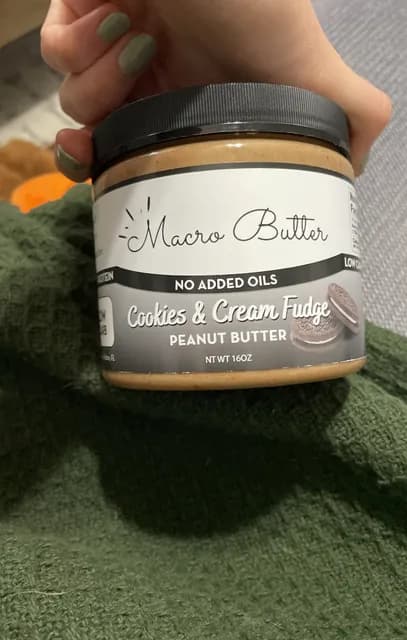 Macro Butter
NO ADDED OILS
Cookies & Cream Fudge
PEANUT BUTTER
NT WT 16OZ